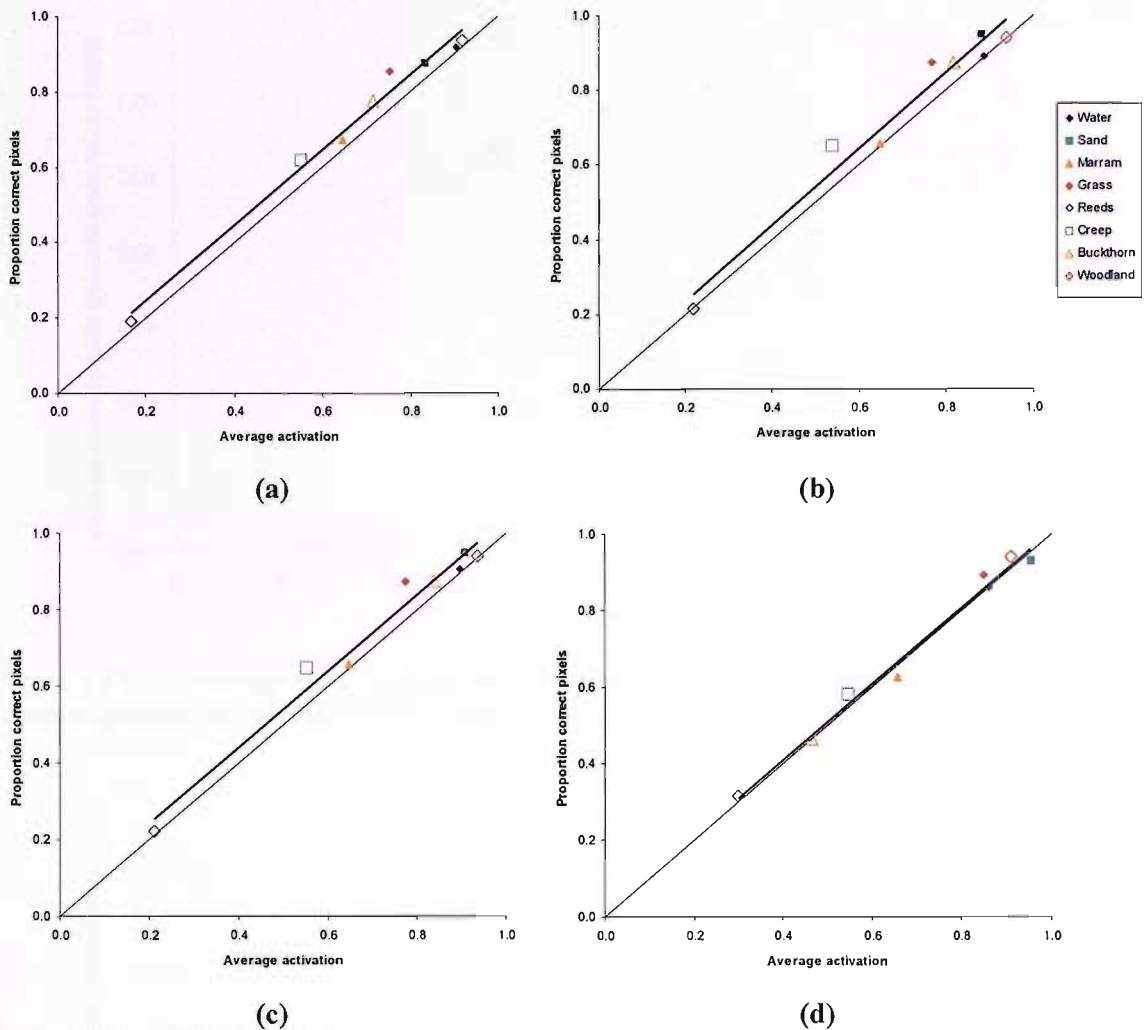 1.0
0.8
0.6
0.4
0.2
0.0
Proportion correct pixels
0.0 0.2 0.4 0.6 0.8 1.0
Average activation
(a)
1.0
0.8
0.6
0.4
0.2
0.0
Proportion correct pixels
0.0 0.2 0.4 0.6 0.8 1.0
Average activation
(b)
Water
Sand
Marram
Grass
Reeds
Creep
Buckthorn
Woodland
1.0
0.8
0.6
0.4
0.2
0.0
Proportion correct pixels
0.0 0.2 0.4 0.6 0.8 1.0
Average activation
(c)
1.0
0.8
0.6
0.4
0.2
0.0
Proportion correct pixels
0.0 0.2 0.4 0.6 0.8 1.0
Average activation
(d)